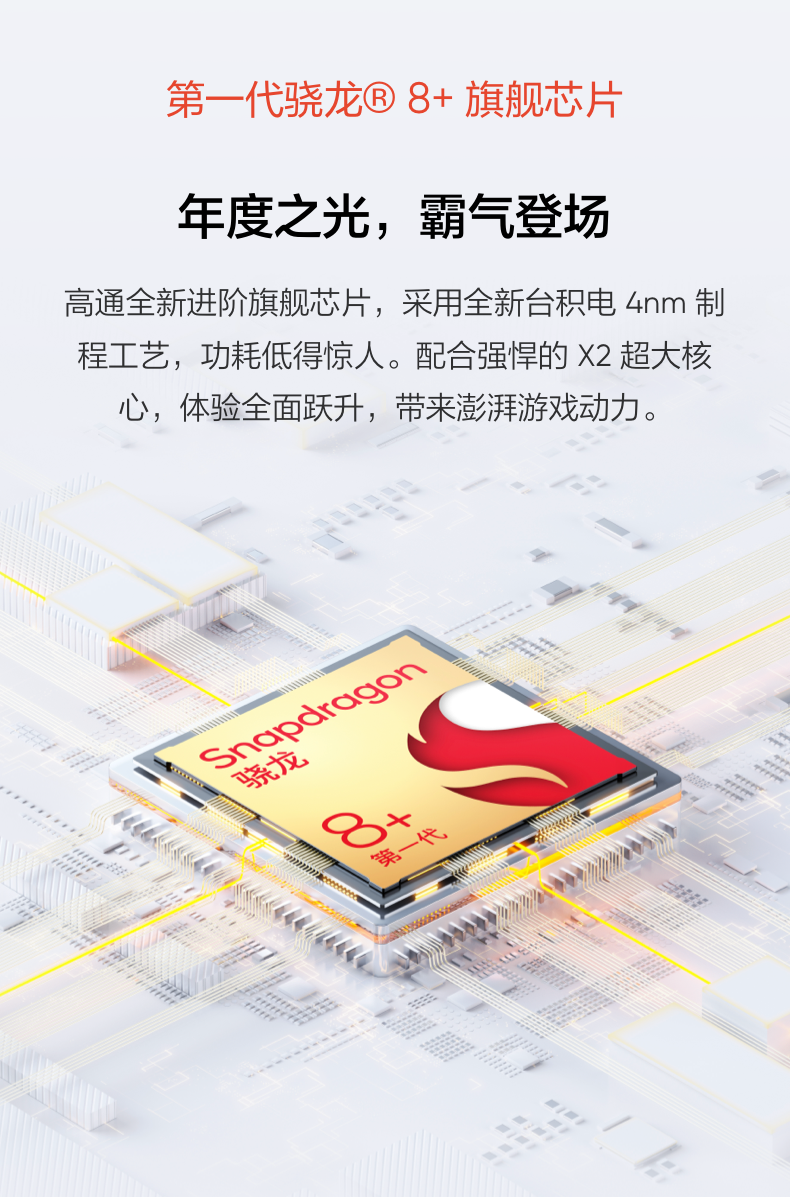 第一代骁龙® 8+ 旗舰芯片
年度之光，霸气登场
高通全新进阶旗舰芯片，采用全新台积电 4nm 制
程工艺，功耗低得惊人。配合强悍的 X2 超大核
心，体验全面跃升，带来澎湃游戏动力。
Snapdragon
骁龙
8+
第一代